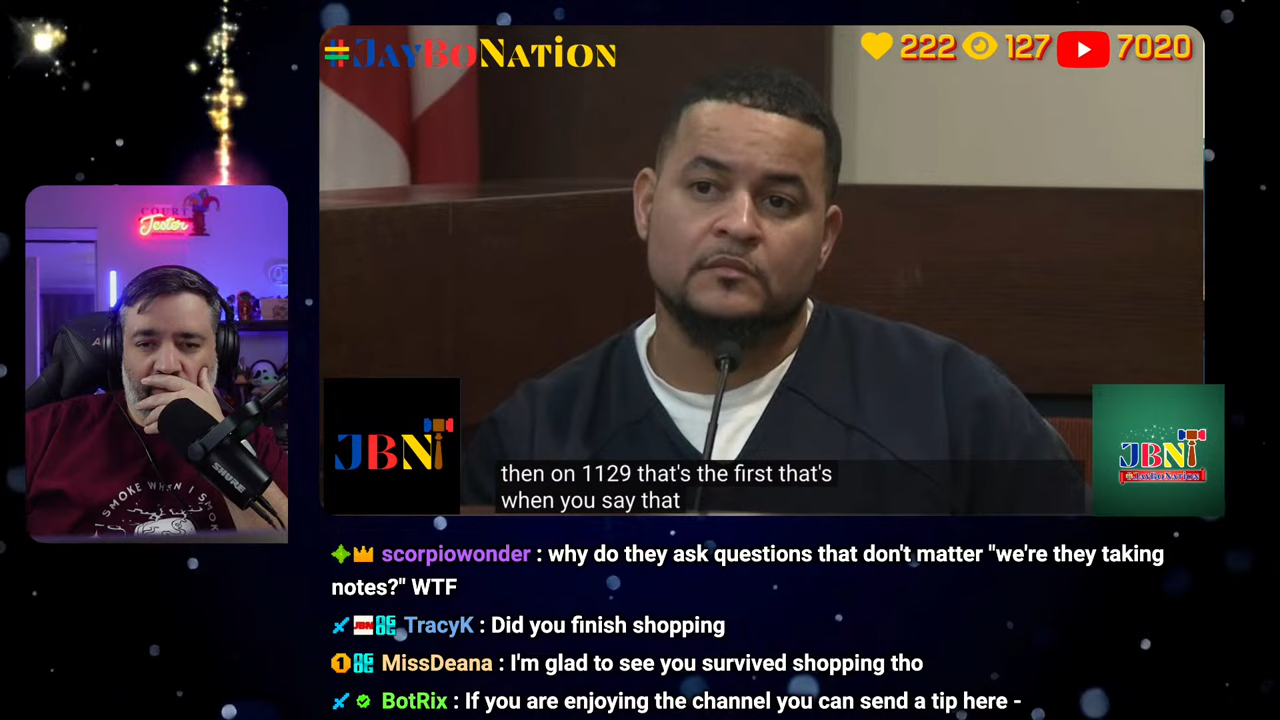 #JayBoNation
222
127
7020
COURT
Jester
I SMOKE WHEN I SMOK
SHURE
JBN
then on 1129 that's the first that's
when you say that
JBN
#JayBoNation
scorpiowonder : why do they ask questions that don't matter "we're they taking
notes?" WTF
TracyK : Did you finish shopping
1 MissDeana : I'm glad to see you survived shopping tho
BotRix : If you are enjoying the channel you can send a tip here -